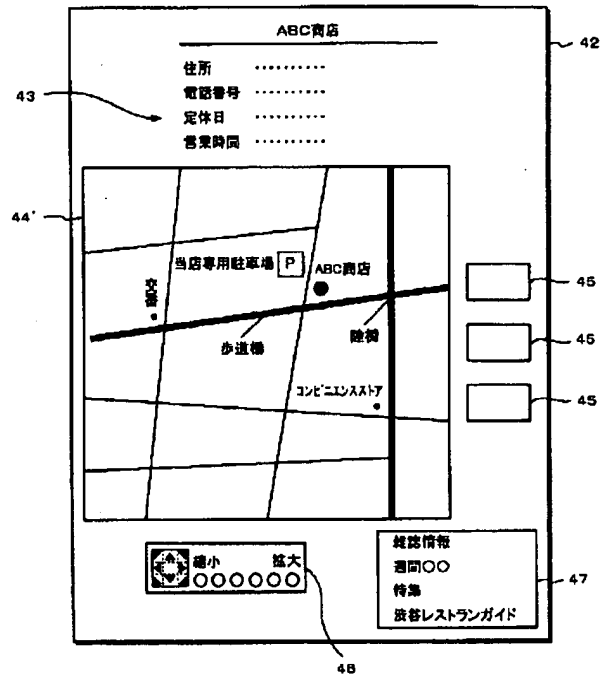 ABC商店
42
住所 ・・・・・・・・・
電話番号 ・・・・・・・・・
43
定休日 ・・・・・・・・・
営業時間 ・・・・・・・・・
44'
当店専用駐車場 P
ABC商店
交番
45
歩道橋
陸橋
45
コンビニエンスストア
45
縮小 拡大
雑誌情報
週間○○
特集
渋谷レストランガイド
47
48